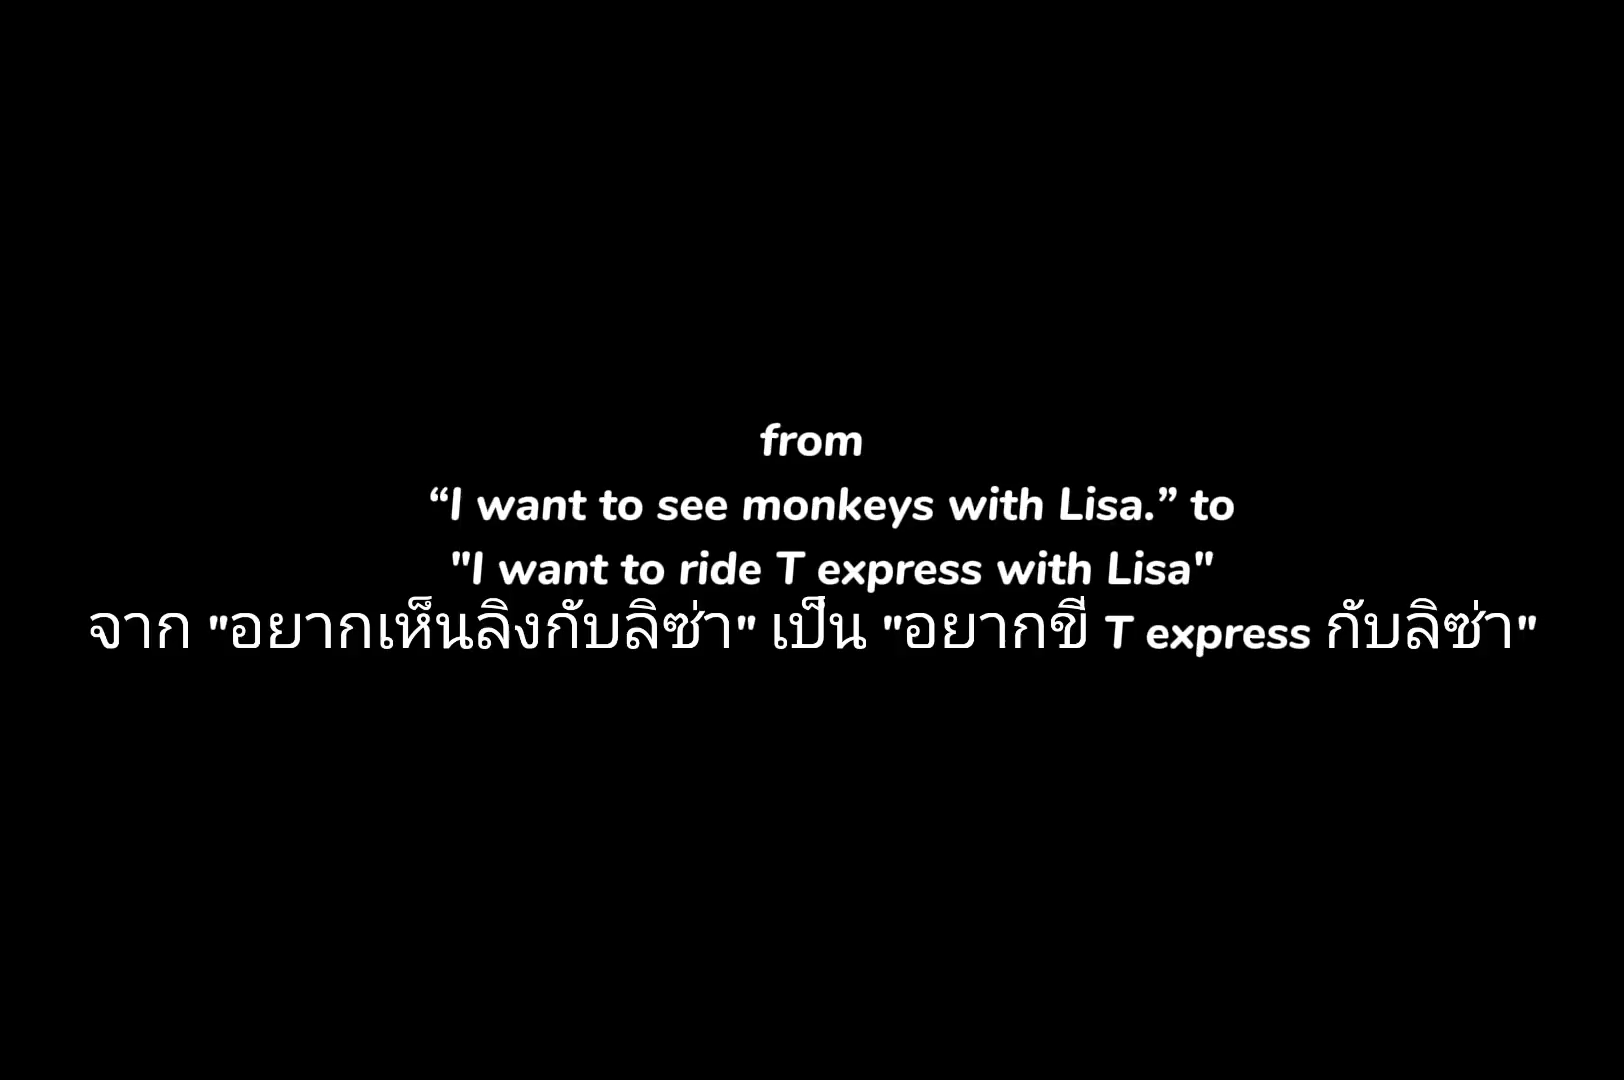 from
“I want to see monkeys with Lisa.” to
"I want to ride T express with Lisa"
จาก "อยากเห็นลิงกับลิซ่า" เป็น "อยากขี T express กับลิซ่า"